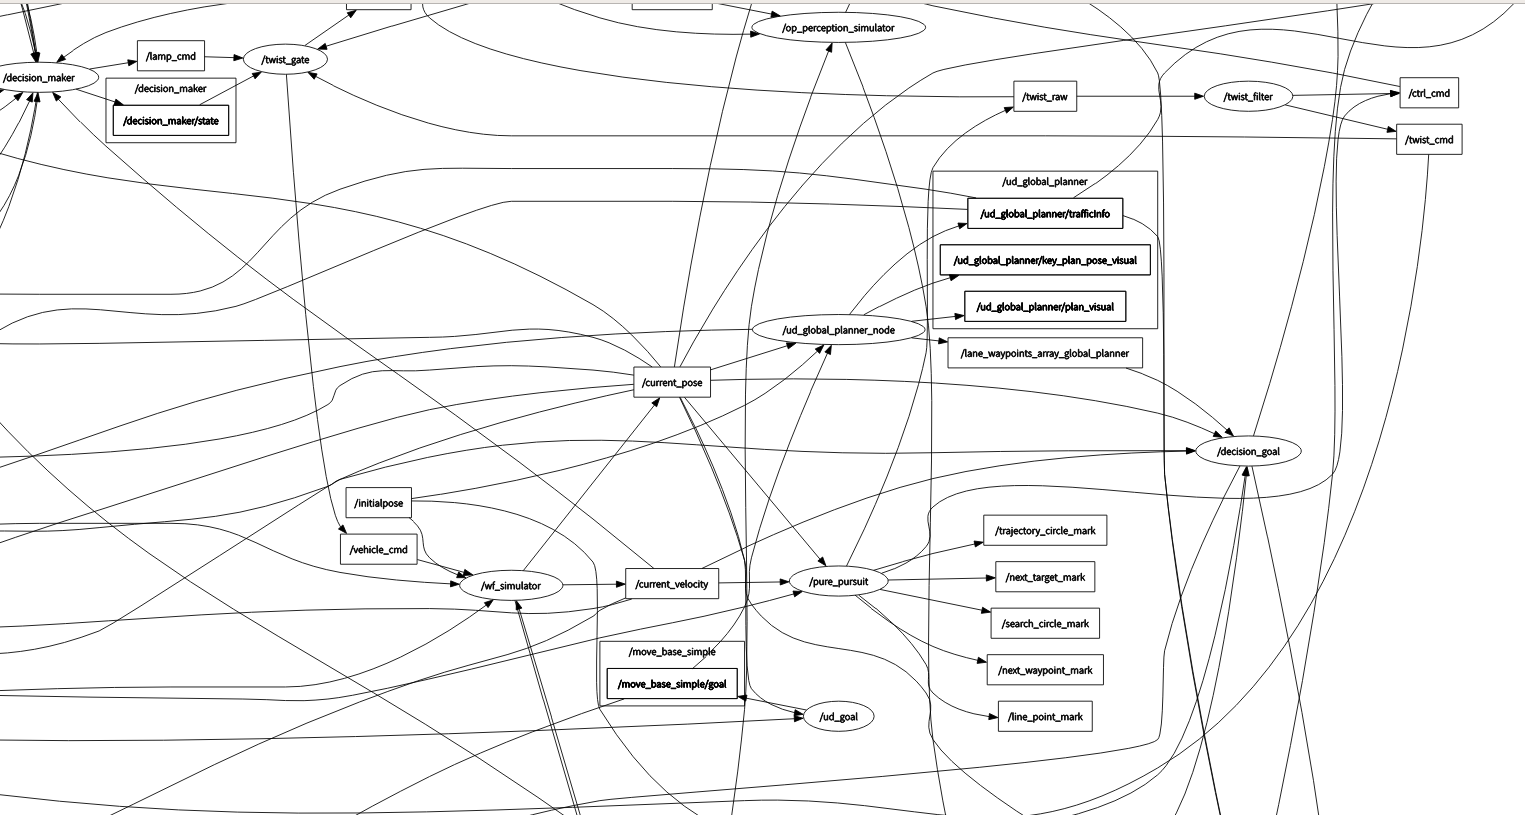 /op_perception_simulator
/lamp_cmd
/twist_gate
/decision_maker
/decision_maker
/decision_maker/state
/twist_raw
/twist_filter
/ctrl_cmd
/twist_cmd
/ud_global_planner
/ud_global_planner/trafficInfo
/ud_global_planner/key_plan_pose_visual
/ud_global_planner/plan_visual
/ud_global_planner_node
/lane_waypoints_array_global_planner
/current_pose
/decision_goal
/initialpose
/vehicle_cmd
/trajectory_circle_mark
/wf_simulator
/current_velocity
/pure_pursuit
/next_target_mark
/search_circle_mark
/move_base_simple
/move_base_simple/goal
/next_waypoint_mark
/ud_goal
/line_point_mark